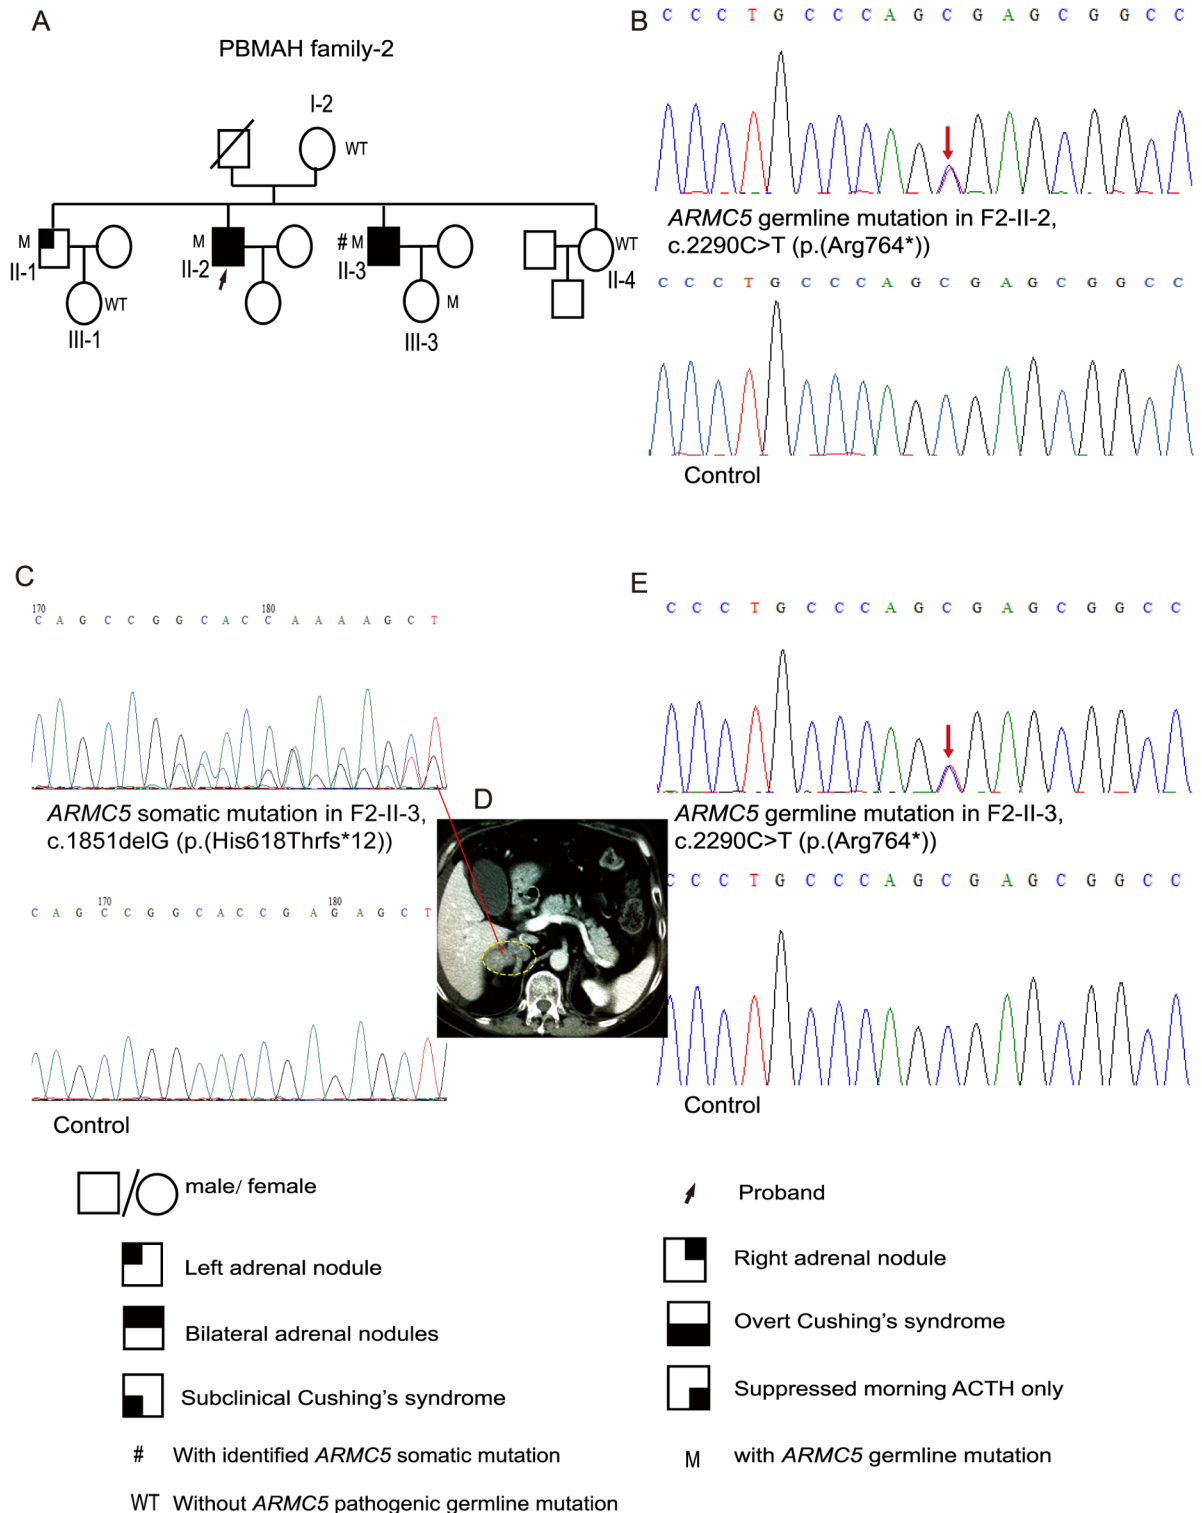 A
PBMAH family-2
I-2
WT
M
II-1
M
II-2
# M
II-3
WT
II-4
WT
III-1
M
III-3
B
C C C T G C C C A G C G A G C G G C C
ARMC5 germline mutation in F2-II-2,
c.2290C>T (p.(Arg764*))
C C C T G C C C A G C G A G C G G C C
Control
C
170 180
C A G C C G G C A C C A A A A G C T
ARMC5 somatic mutation in F2-II-3,
c.1851delG (p.(His618Thrfs*12))
170 180
C A G C C G G C A C C G A G A G C T
Control
D
E
C C C T G C C C A G C G A G C G G C C
ARMC5 germline mutation in F2-II-3,
c.2290C>T (p.(Arg764*))
C C C T G C C C A G C G A G C G G C C
Control
male/ female
Proband
Left adrenal nodule
Right adrenal nodule
Bilateral adrenal nodules
Overt Cushing's syndrome
Subclinical Cushing's syndrome
Suppressed morning ACTH only
# With identified ARMC5 somatic mutation
M with ARMC5 germline mutation
WT Without ARMC5 pathogenic germline mutation